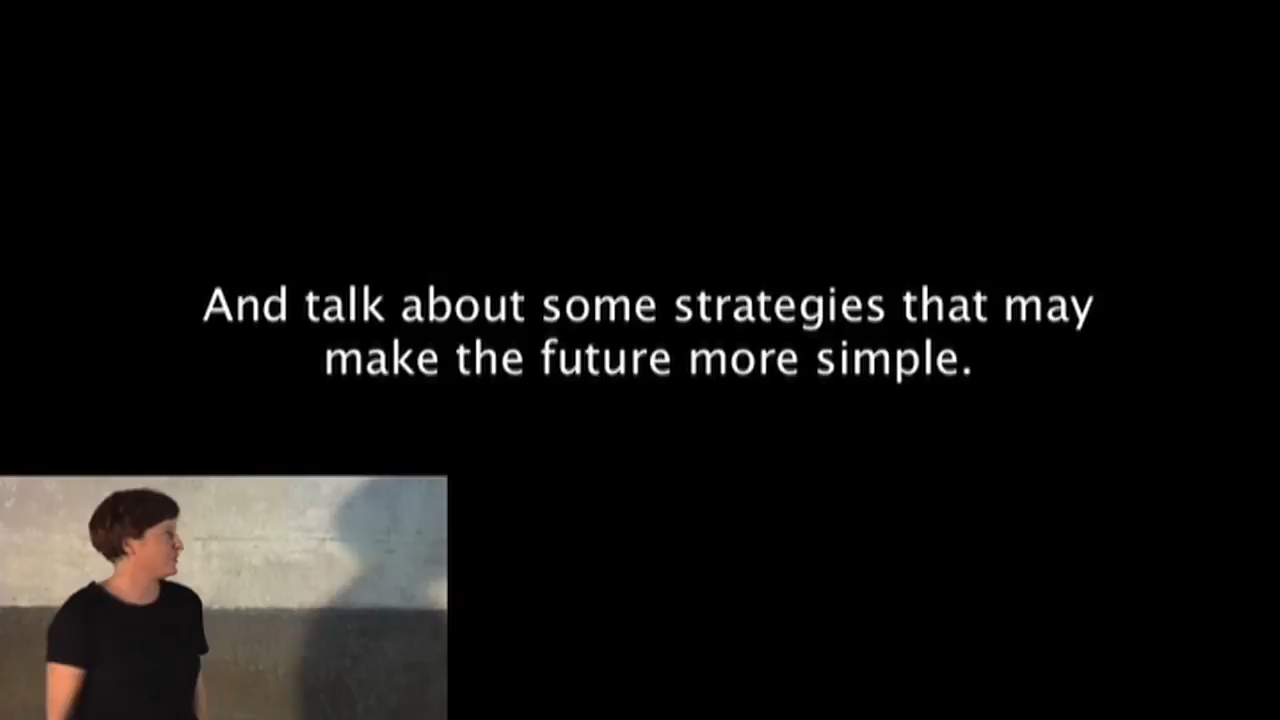 And talk about some strategies that may
make the future more simple.